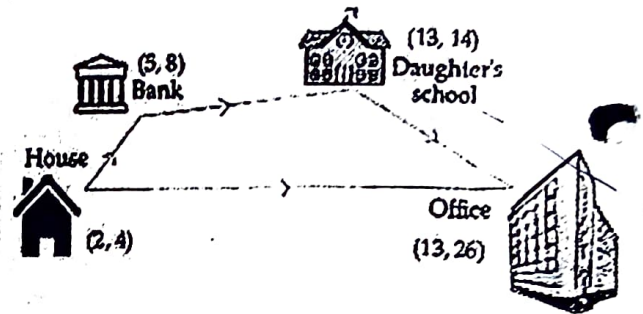 (5, 8)
Bank
(13, 14)
Daughter's
school
House
(2, 4)
Office
(13, 26)